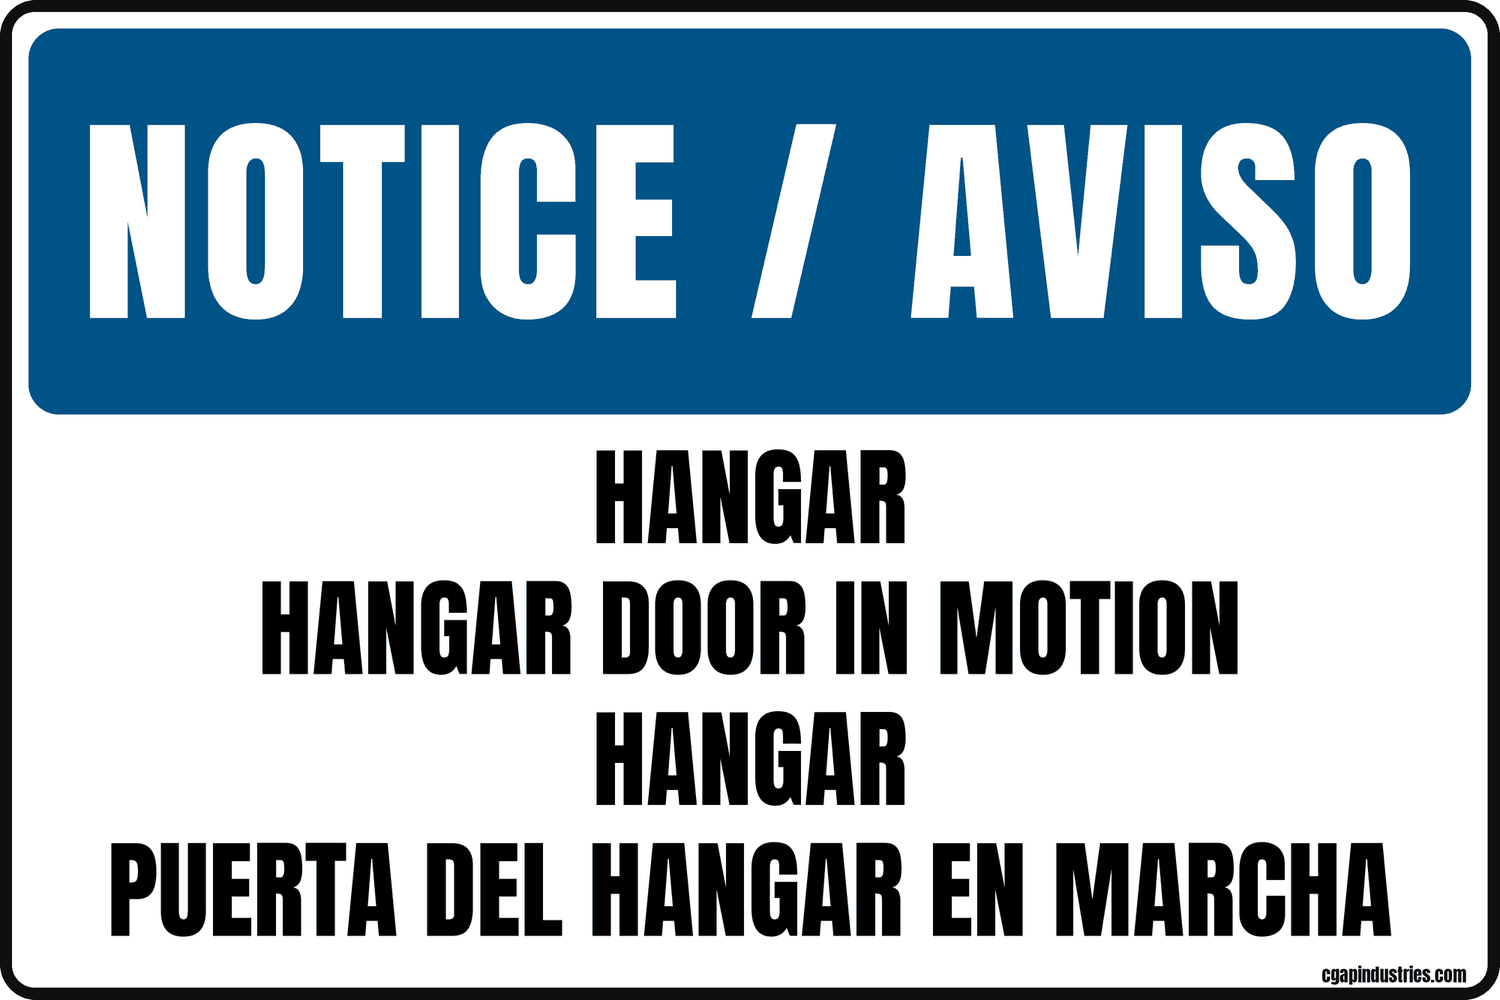 NOTICE / AVISO
HANGAR
HANGAR DOOR IN MOTION
HANGAR
PUERTA DEL HANGAR EN MARCHA
cgapindustries.com